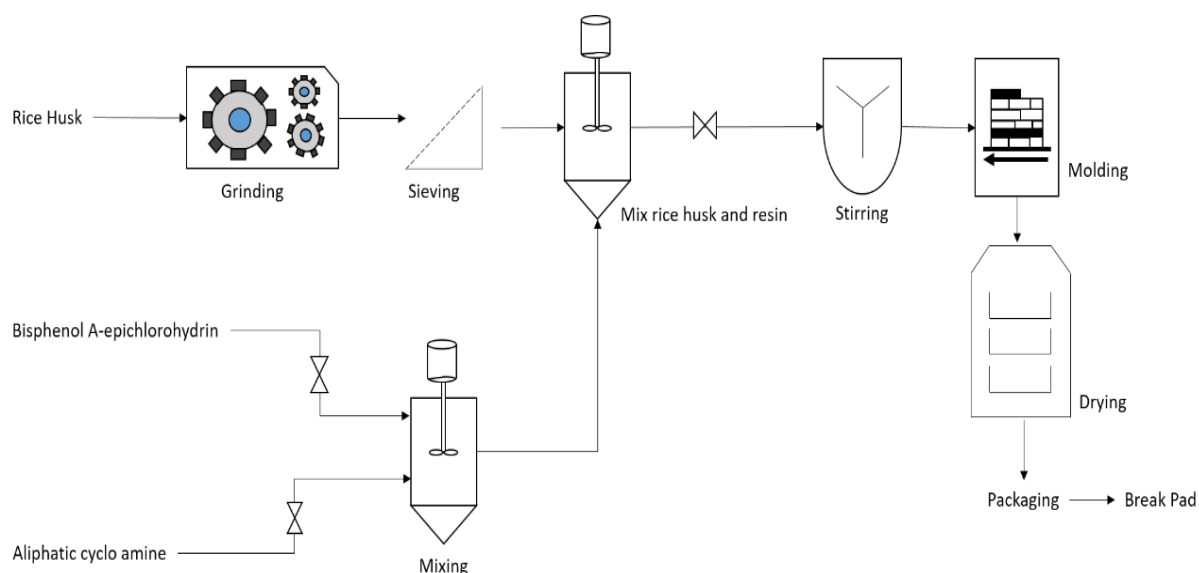 Rice Husk
Grinding
Sieving
Mix rice husk and resin
Stirring
Molding
Bisphenol A-epichlorohydrin
Drying
Packaging
Break Pad
Aliphatic cyclo amine
Mixing